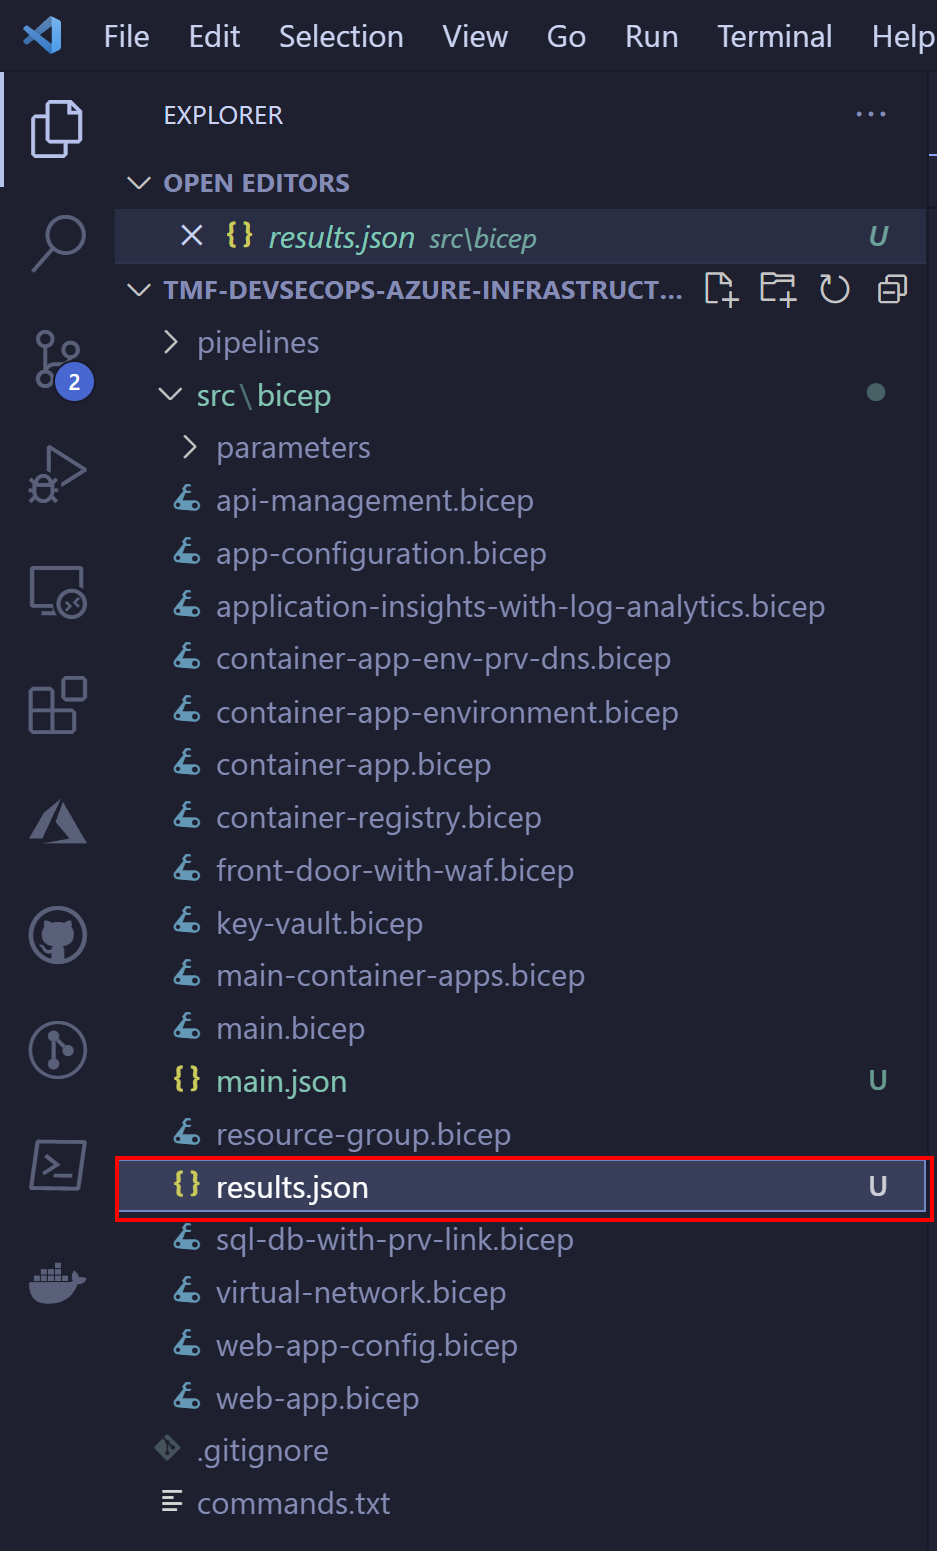 File Edit Selection View Go Run Terminal Help
EXPLORER
OPEN EDITORS
results.json src\bicep U
TMF-DEVSECOPS-AZURE-INFRASTRUCT...
pipelines
2
src\bicep
parameters
api-management.bicep
app-configuration.bicep
application-insights-with-log-analytics.bicep
container-app-env-prv-dns.bicep
container-app-environment.bicep
container-app.bicep
container-registry.bicep
front-door-with-waf.bicep
key-vault.bicep
main-container-apps.bicep
main.bicep
main.json U
resource-group.bicep
results.json U
sql-db-with-prv-link.bicep
virtual-network.bicep
web-app-config.bicep
web-app.bicep
.gitignore
commands.txt